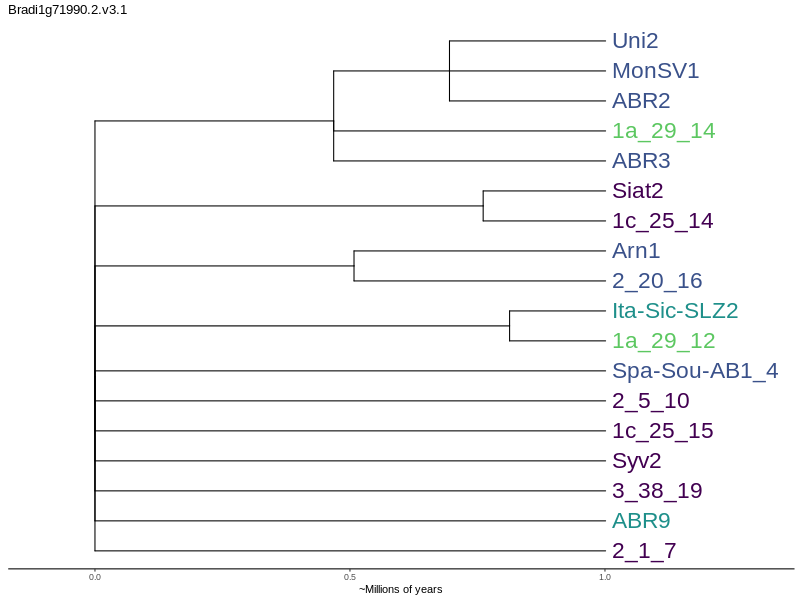 Bradi1g71990.2.v3.1
Uni2
MonSV1
ABR2
1a_29_14
ABR3
Siat2
1c_25_14
Arn1
2_20_16
Ita-Sic-SLZ2
1a_29_12
Spa-Sou-AB1_4
2_5_10
1c_25_15
Syv2
3_38_19
ABR9
2_1_7
0.0 0.5 1.0
~Millions of years